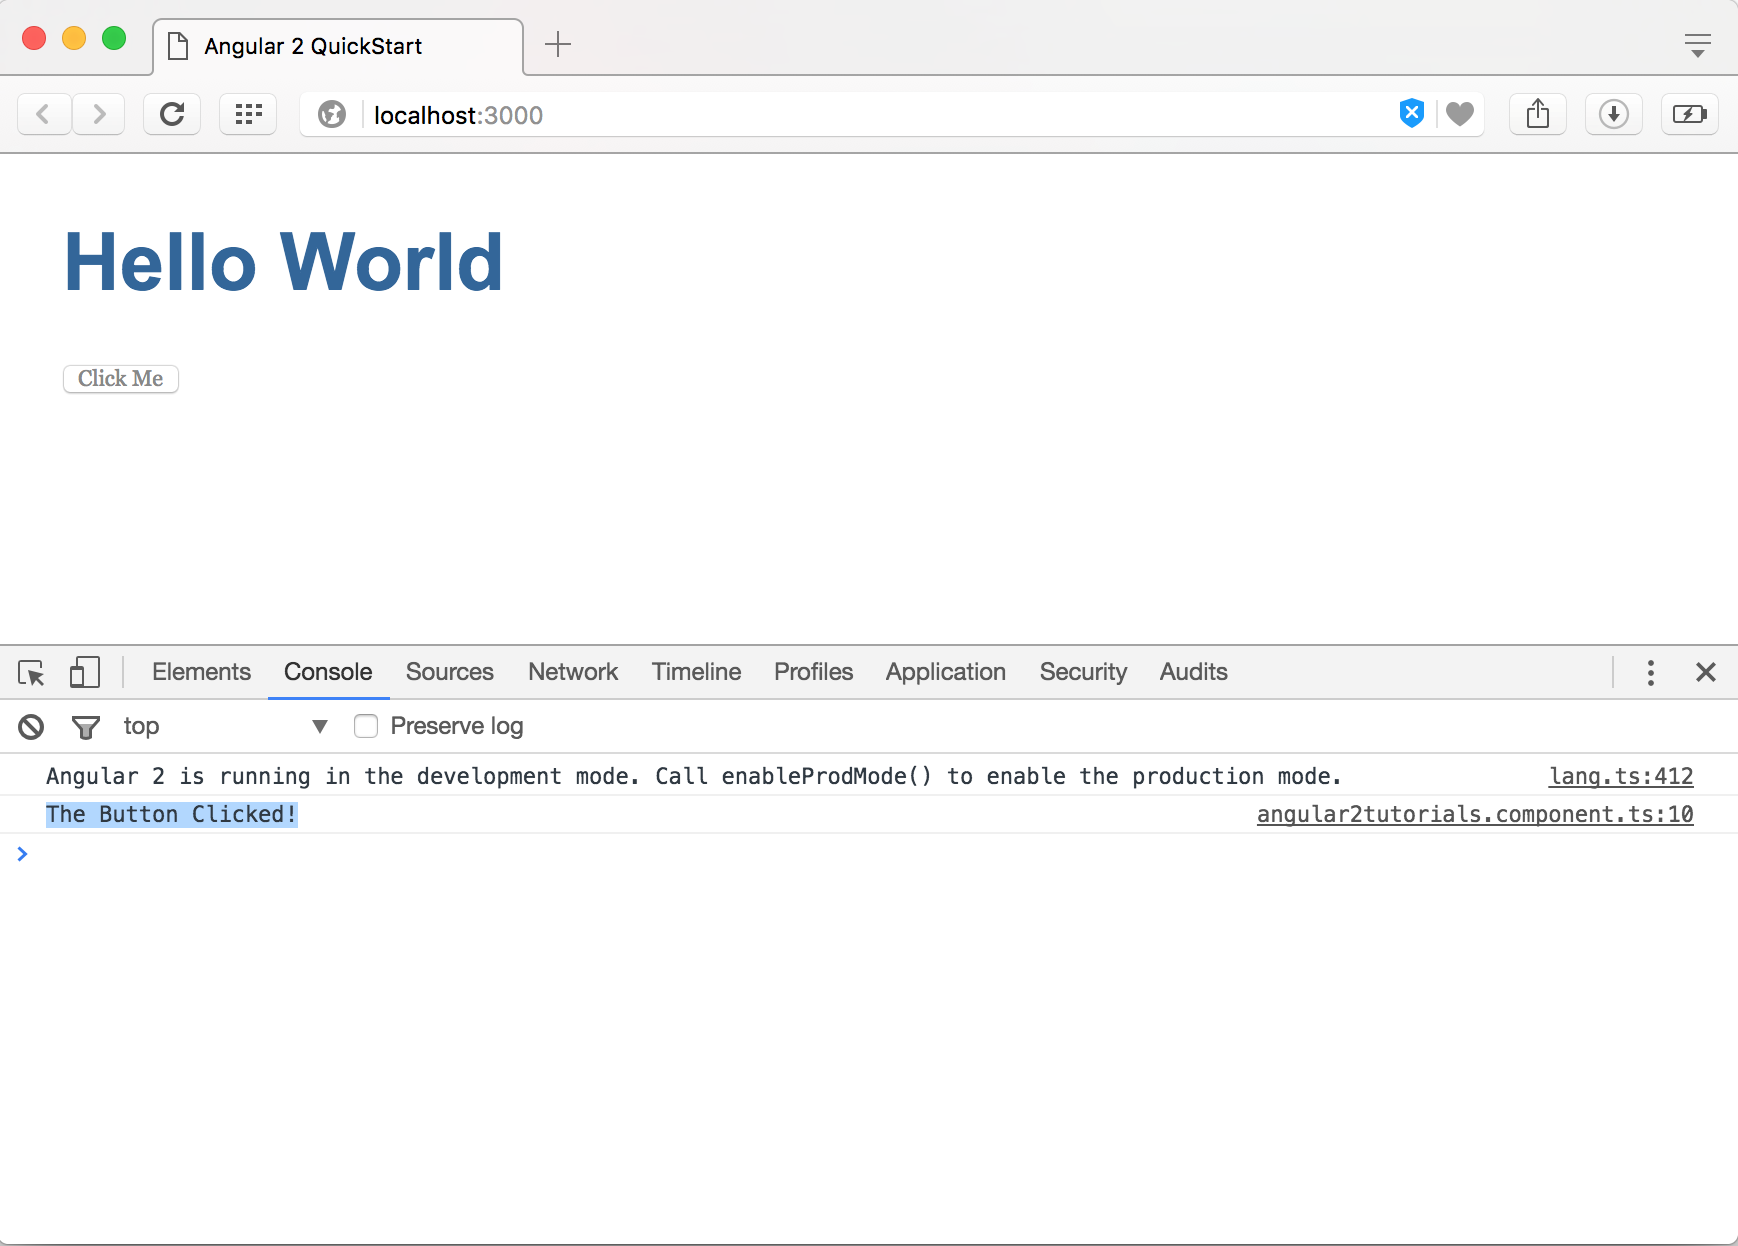 Angular 2 QuickStart
localhost:3000
Hello World
Click Me
Elements Console Sources Network Timeline Profiles Application Security Audits
top Preserve log
Angular 2 is running in the development mode. Call enableProdMode() to enable the production mode. lang.ts:412
The Button Clicked! angular2tutorials.component.ts:10